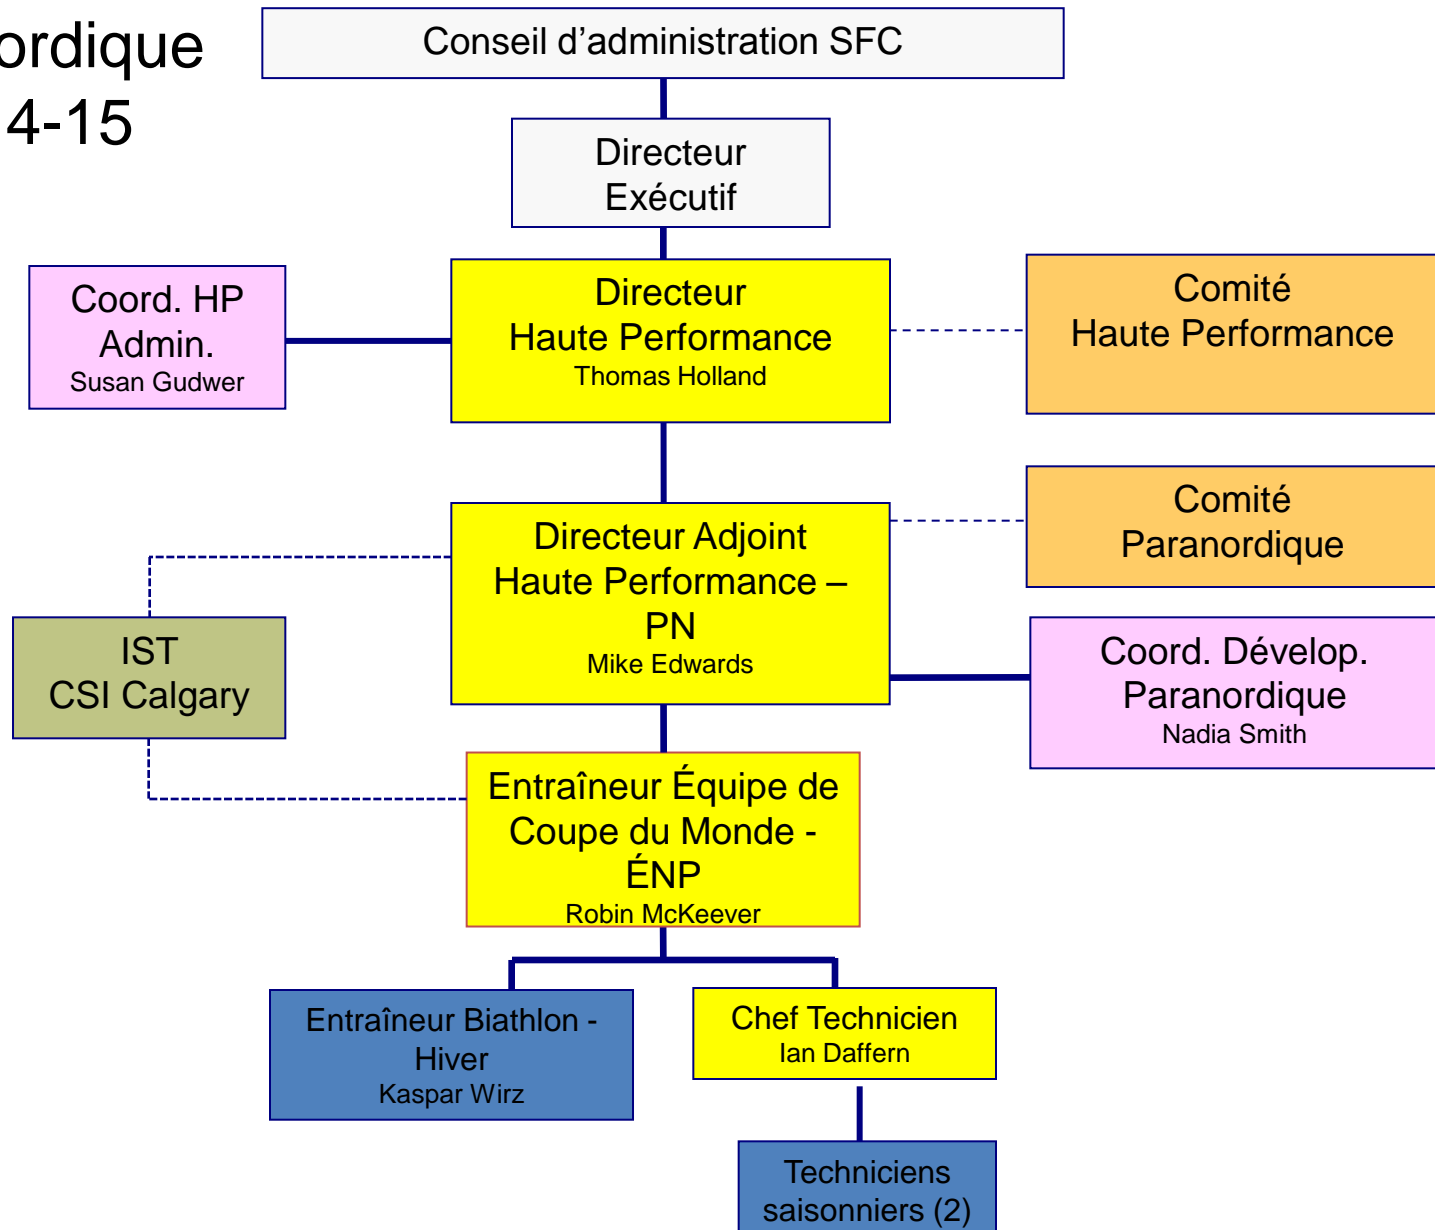 ordique
4-15
Conseil d’administration SFC
Directeur
Exécutif
Coord. HP
Admin.
Susan Gudwer
Directeur
Haute Performance
Thomas Holland
Comité
Haute Performance
Directeur Adjoint
Haute Performance –
PN
Mike Edwards
Comité
Paranordique
IST
CSI Calgary
Coord. Dévelop.
Paranordique
Nadia Smith
Entraîneur Équipe de
Coupe du Monde -
ÉNP
Robin McKeever
Entraîneur Biathlon -
Hiver
Kaspar Wirz
Chef Technicien
Ian Daffern
Techniciens
saisonniers (2)